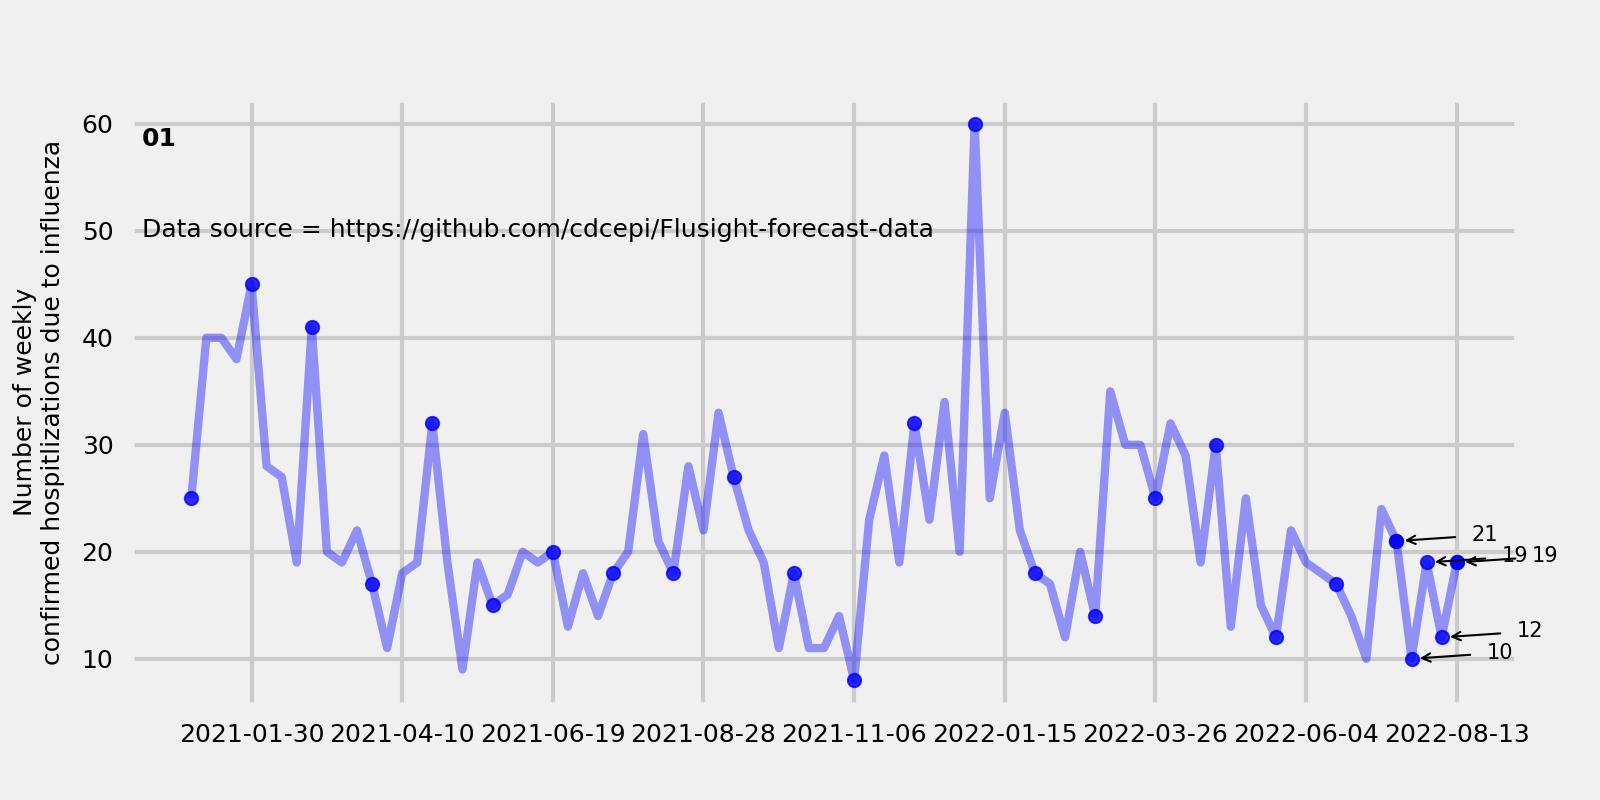 60
01
50
Data source = https://github.com/cdcepi/Flusight-forecast-data
40
30
20
10
Number of weekly
confirmed hospitlizations due to influenza
21
19 19
12
10
2021-01-30 2021-04-10 2021-06-19 2021-08-28 2021-11-06 2022-01-15 2022-03-26 2022-06-04 2022-08-13